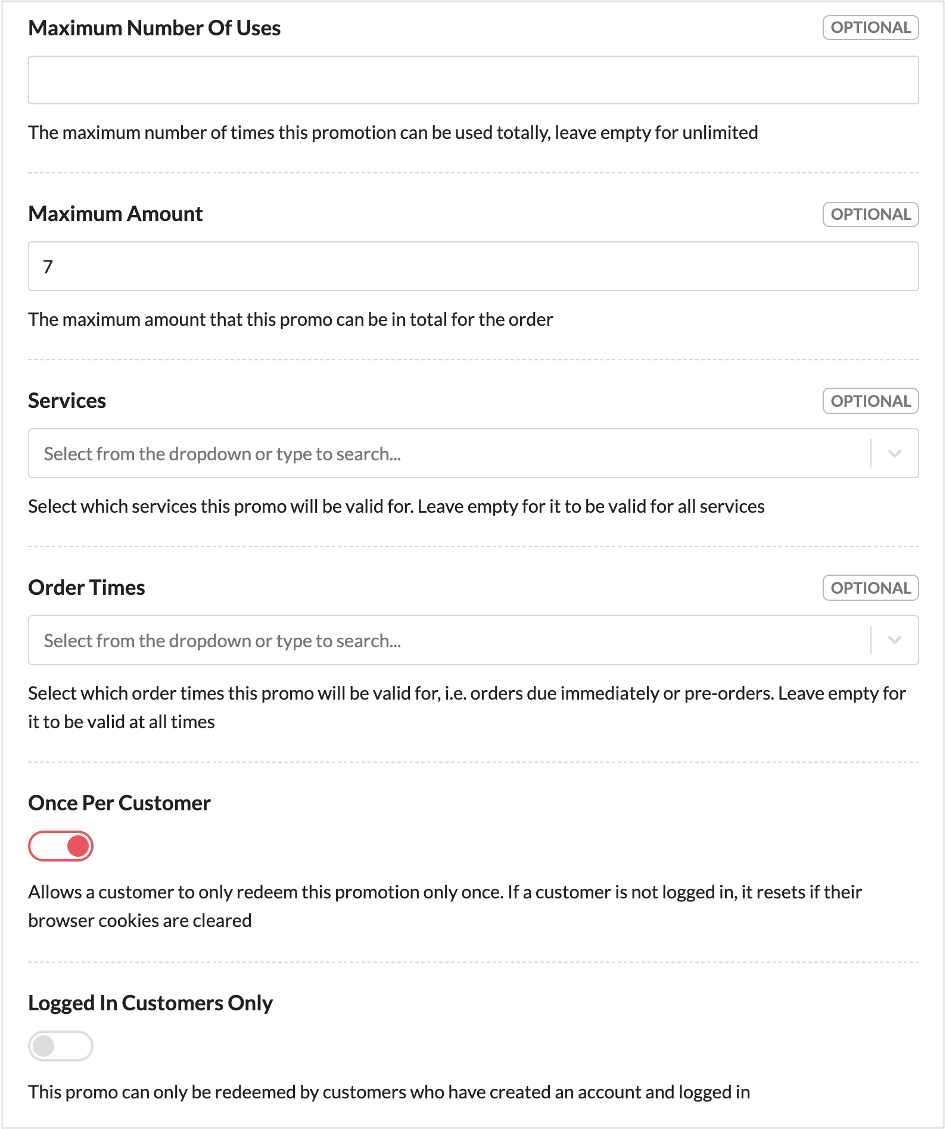 Maximum Number Of Uses OPTIONAL
The maximum number of times this promotion can be used totally, leave empty for unlimited
Maximum Amount OPTIONAL
7
The maximum amount that this promo can be in total for the order
Services OPTIONAL
Select from the dropdown or type to search...
Select which services this promo will be valid for. Leave empty for it to be valid for all services
Order Times OPTIONAL
Select from the dropdown or type to search...
Select which order times this promo will be valid for, i.e. orders due immediately or pre-orders. Leave empty for
it to be valid at all times
Once Per Customer
Allows a customer to only redeem this promotion only once. If a customer is not logged in, it resets if their
browser cookies are cleared
Logged In Customers Only
This promo can only be redeemed by customers who have created an account and logged in